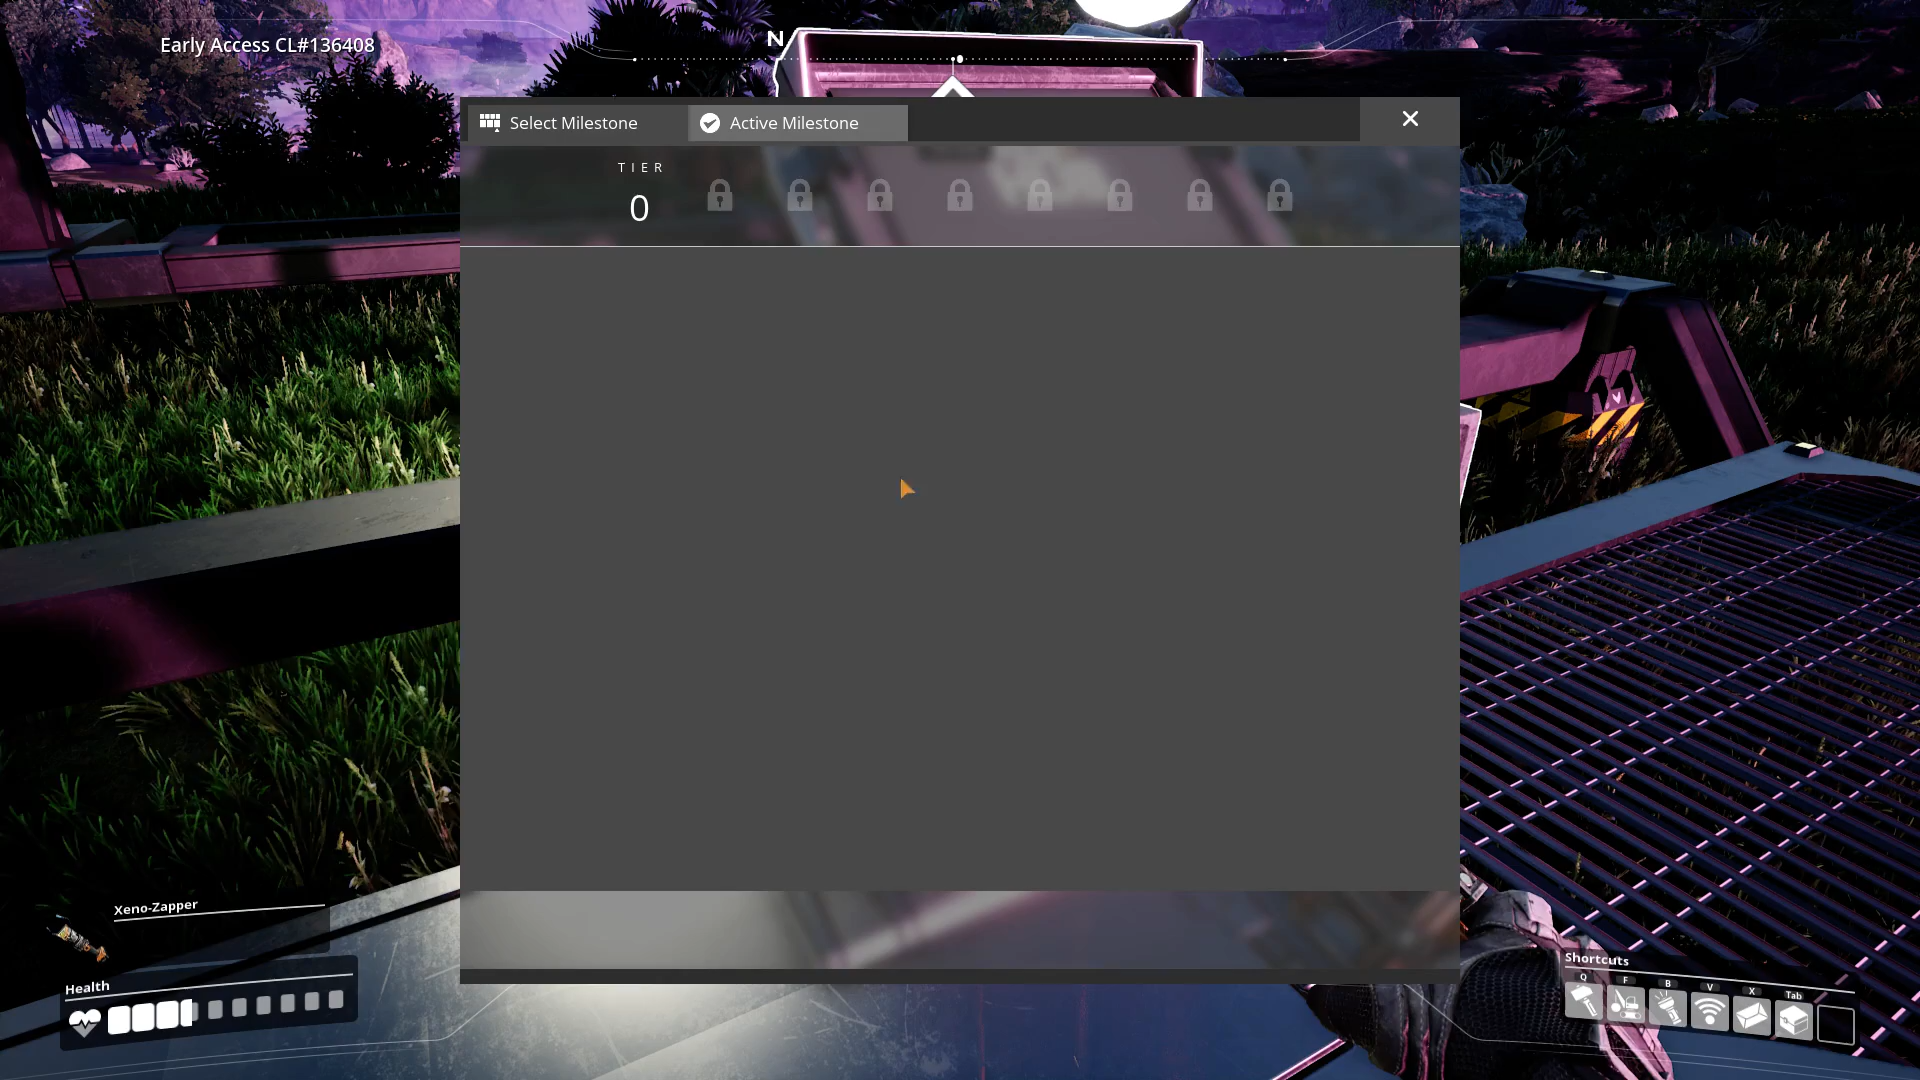 Early Access CL#136408
N
Select Milestone
Active Milestone
TIER
0
Xeno-Zapper
Health
Shortcuts
Q
F
B
V
X
Tab